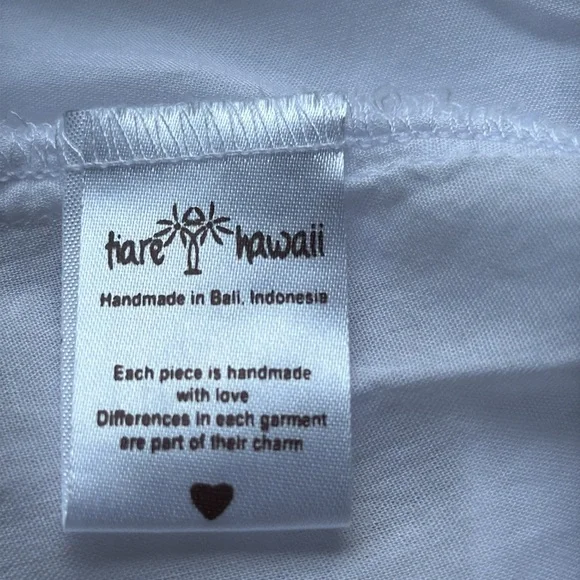 tiare hawaii
Handmade in Bali, Indonesia
Each piece is handmade
with love
Differences in each garment
are part of their charm